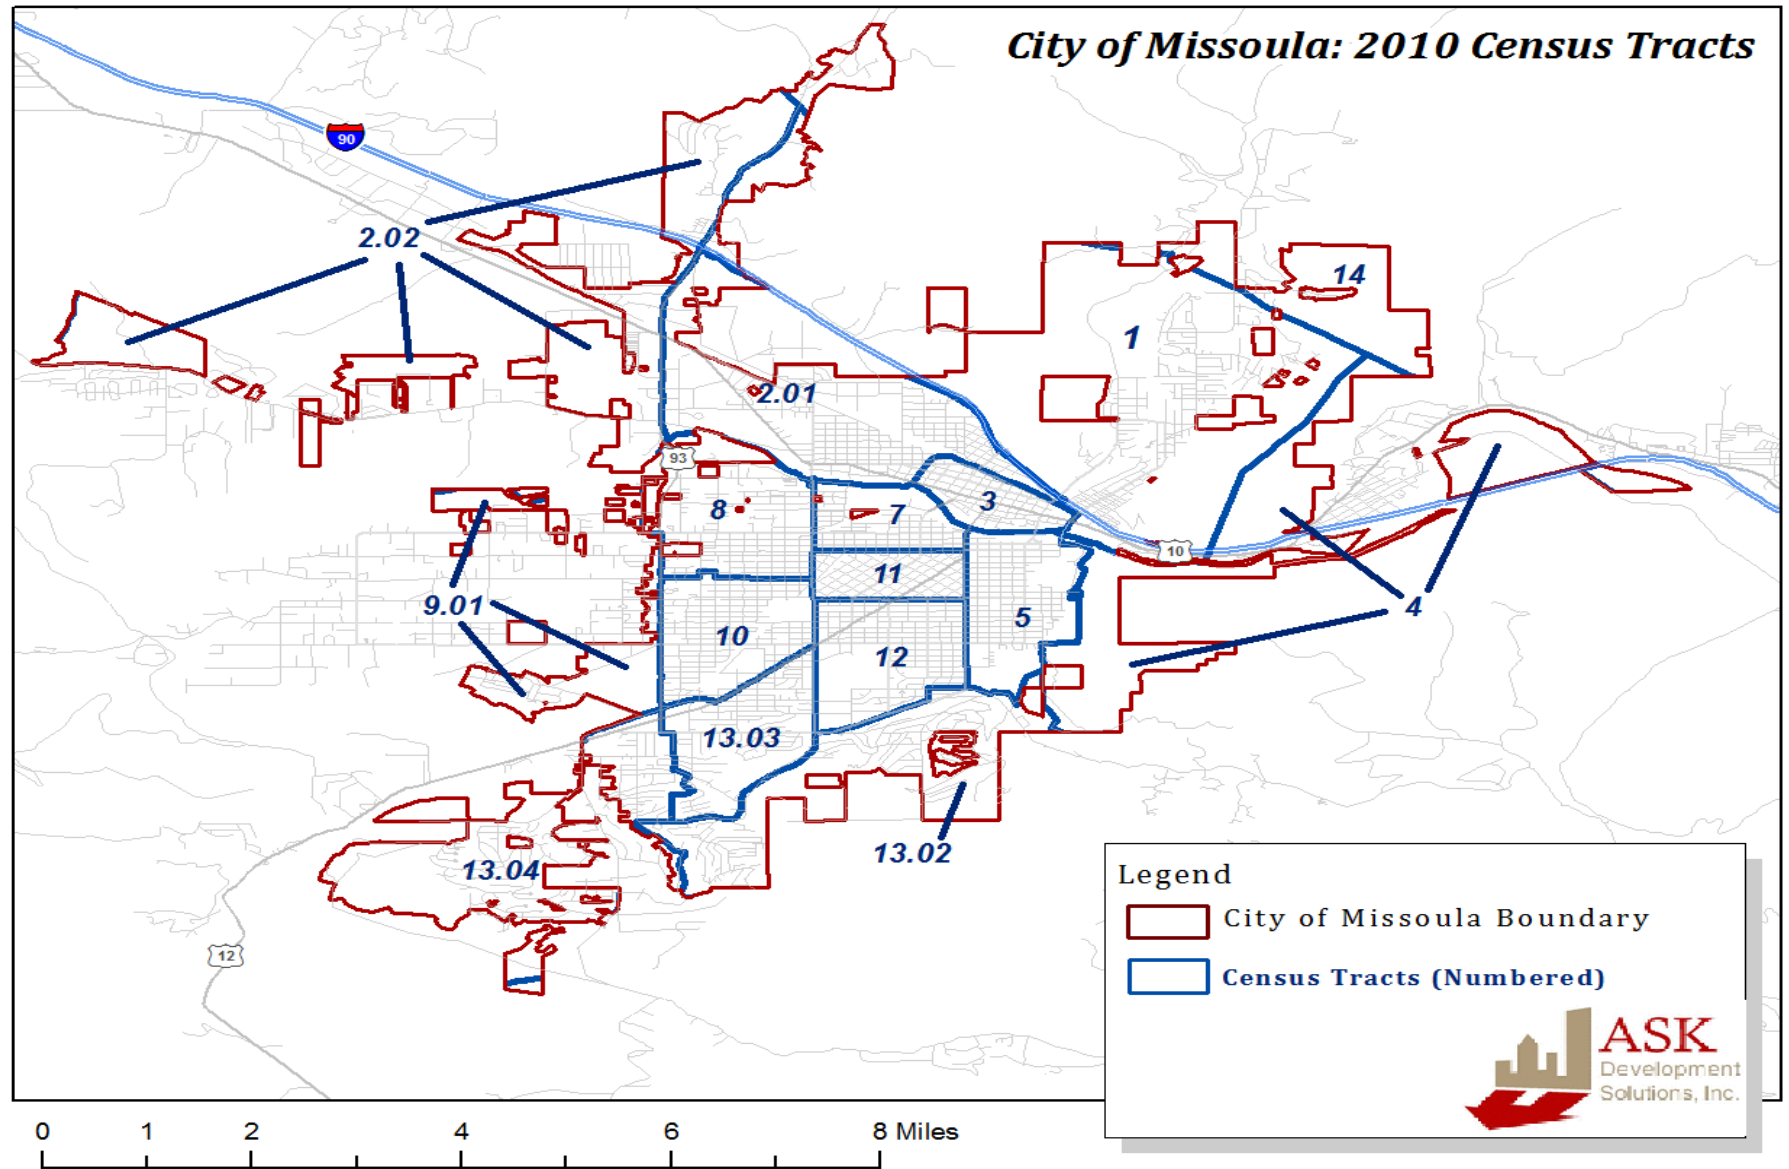 City of Missoula: 2010 Census Tracts
90
2.02
14
1
2.01
93
3
8
7
10
11
9.01
5
4
10
12
13.03
13.02
13.04
12
Legend
City of Missoula Boundary
Census Tracts (Numbered)
ASK
Development
Solutions, Inc.
0 1 2 4 6 8 Miles